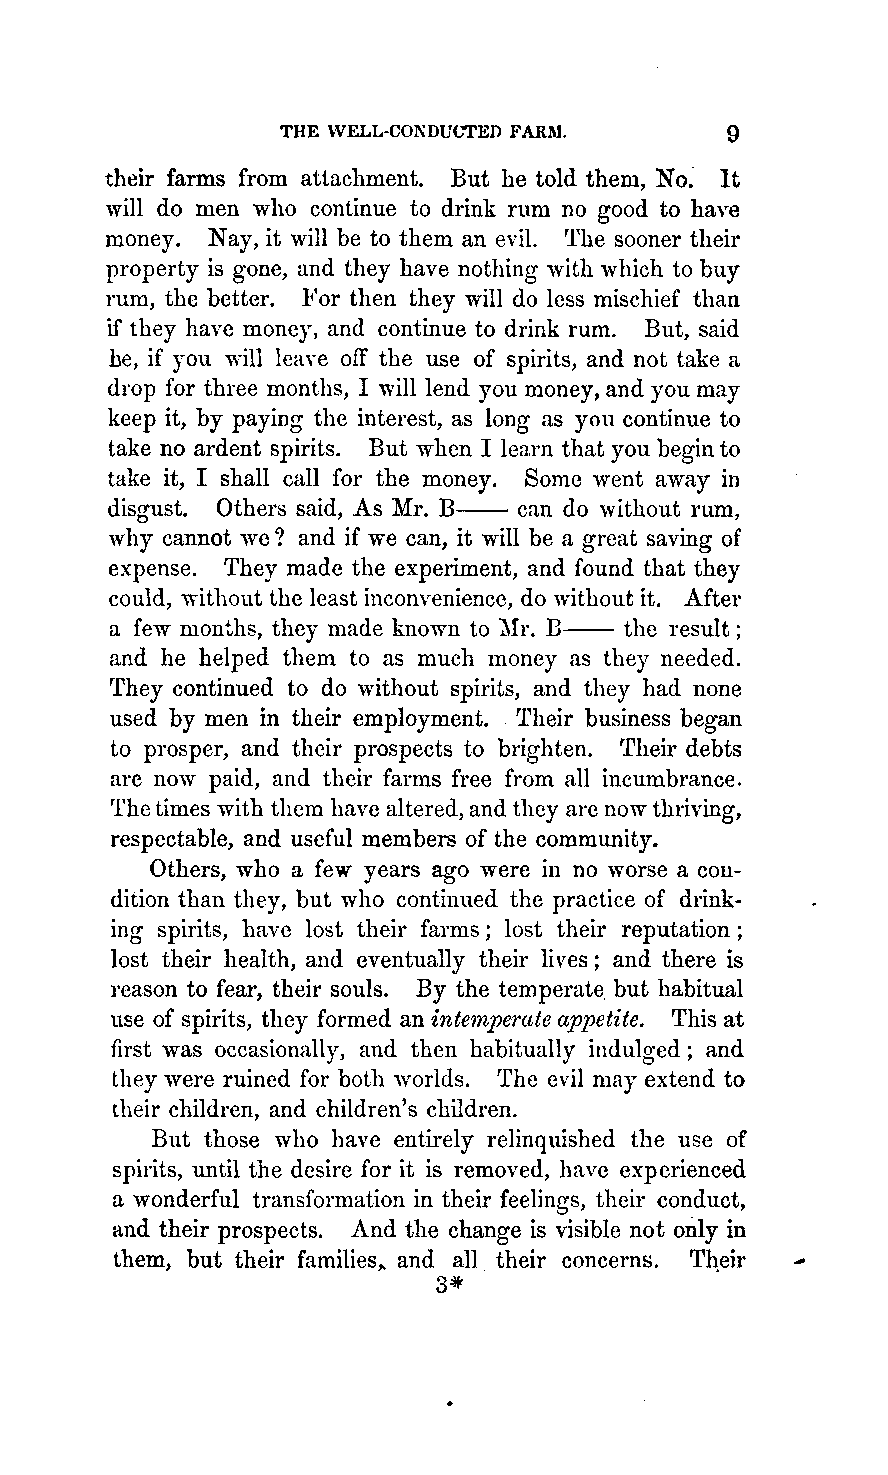 THE WELL-CONDUCTED FARM. 9
their farms from attachment. But he told them, No. It
will do men who continue to drink rum no good to have
money. Nay, it will be to them an evil. The sooner their
property is gone, and they have nothing with which to buy
rum, the better. For then they will do less mischief than
if they have money, and continue to drink rum. But, said
he, if you will leave off the use of spirits, and not take a
drop for three months, I will lend you money, and you may
keep it, by paying the interest, as long as you continue to
take no ardent spirits. But when I learn that you begin to
take it, I shall call for the money. Some went away in
disgust. Others said, As Mr. B—— can do without rum,
why cannot we? and if we can, it will be a great saving of
expense. They made the experiment, and found that they
could, without the least inconvenience, do without it. After
a few months, they made known to Mr. B—— the result;
and he helped them to as much money as they needed.
They continued to do without spirits, and they had none
used by men in their employment. Their business began
to prosper, and their prospects to brighten. Their debts
are now paid, and their farms free from all incumbrance.
The times with them have altered, and they are now thriving,
respectable, and useful members of the community.
Others, who a few years ago were in no worse a con-
dition than they, but who continued the practice of drink-
ing spirits, have lost their farms; lost their reputation;
lost their health, and eventually their lives; and there is
reason to fear, their souls. By the temperate but habitual
use of spirits, they formed an intemperate appetite. This at
first was occasionally, and then habitually indulged; and
they were ruined for both worlds. The evil may extend to
their children, and children's children.
But those who have entirely relinquished the use of
spirits, until the desire for it is removed, have experienced
a wonderful transformation in their feelings, their conduct,
and their prospects. And the change is visible not only in
them, but their families, and all their concerns. Their
3*